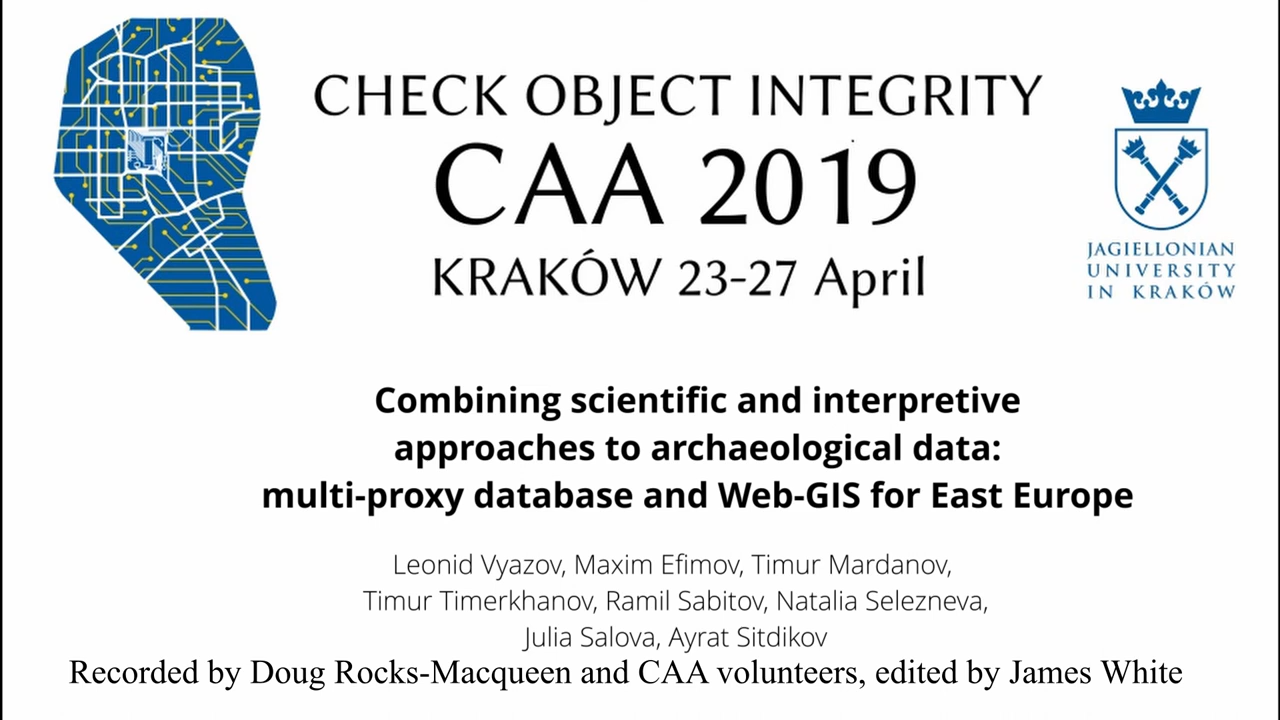 CHECK OBJECT INTEGRITY
CAA 2019
KRAKÓW 23-27 April
JAGIELLONIAN
UNIVERSITY
IN KRAKÓW
Combining scientific and interpretive
approaches to archaeological data:
multi-proxy database and Web-GIS for East Europe
Leonid Vyazov, Maxim Efimov, Timur Mardanov,
Timur Timerkhanov, Ramil Sabitov, Natalia Selezneva,
Julia Salova, Ayrat Sitdikov
Recorded by Doug Rocks-Macqueen and CAA volunteers, edited by James White